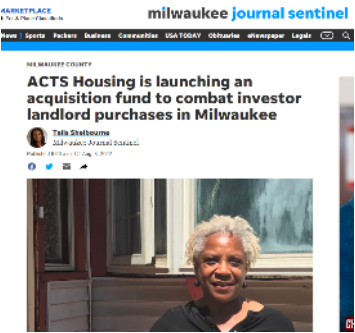 MARKETPLACE
milwaukee journal sentinel
News Sports Packers Business Communities USA TODAY Obituaries eNewspaper Legals
MILWAUKEE COUNTY
ACTS Housing is launching an
acquisition fund to combat investor
landlord purchases in Milwaukee
Talis Shelbourne
Milwaukee Journal Sentinel